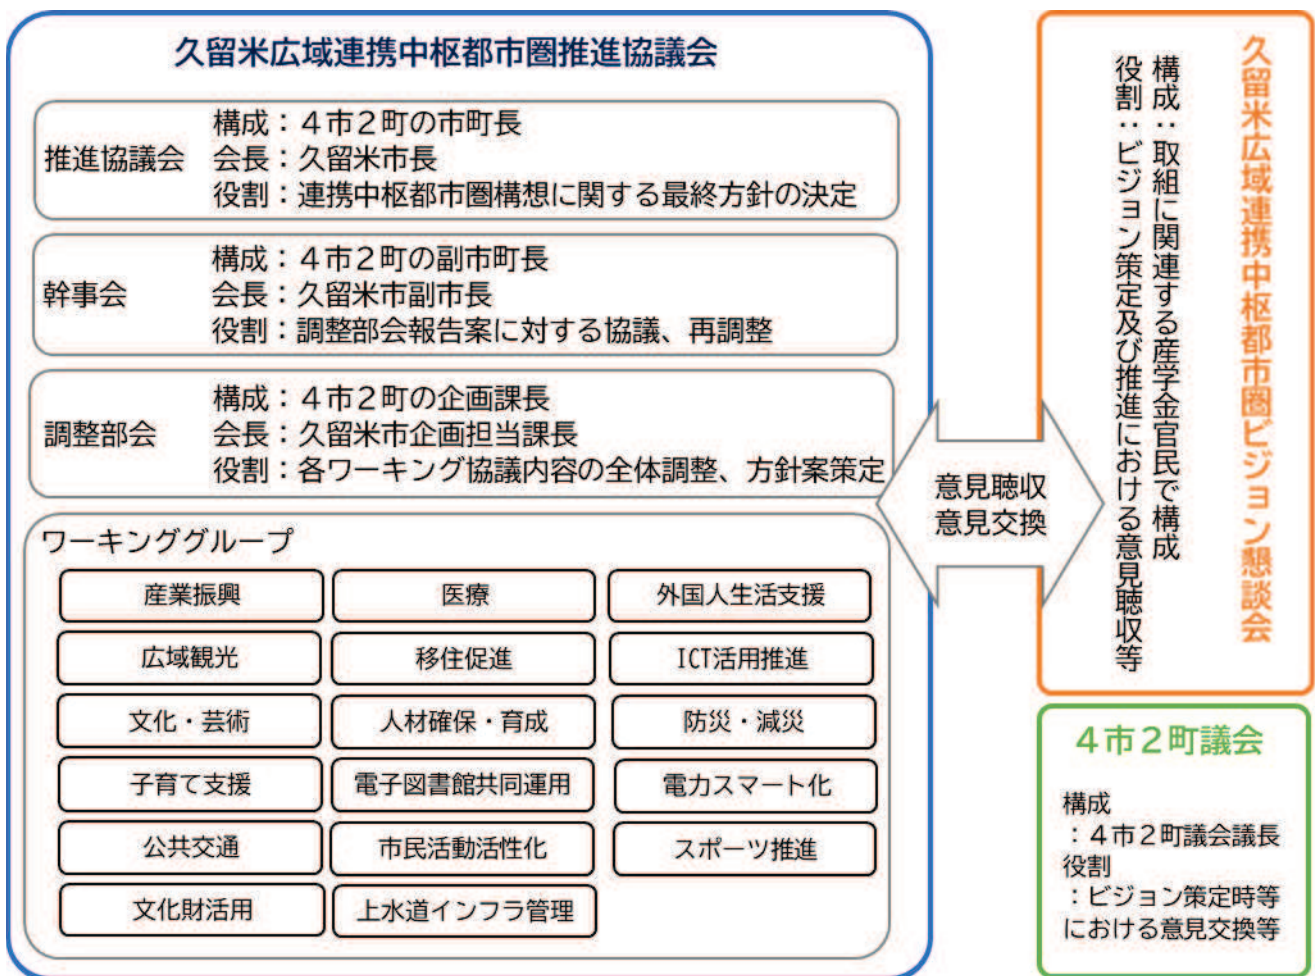 久留米広域連携中枢都市圏推進協議会
推進協議会
構成：４市２町の市町長
会長：久留米市長
役割：連携中枢都市圏構想に関する最終方針の決定
幹事会
構成：４市２町の副市町長
会長：久留米市副市長
役割：調整部会報告案に対する協議、再調整
調整部会
構成：４市２町の企画課長
会長：久留米市企画担当課長
役割：各ワーキング協議内容の全体調整、方針案策定
ワーキンググループ
産業振興
医療
外国人生活支援
広域観光
移住促進
ICT活用推進
文化・芸術
人材確保・育成
防災・減災
子育て支援
電子図書館共同運用
電力スマート化
公共交通
市民活動活性化
スポーツ推進
文化財活用
上水道インフラ管理
意見聴収
意見交換
久留米広域連携中枢都市圏ビジョン懇談会
構成：取組に関連する産学金官民で構成
役割：ビジョン策定及び推進における意見聴収等
４市２町議会
構成
：４市２町議会議長
役割
：ビジョン策定時等
における意見交換等